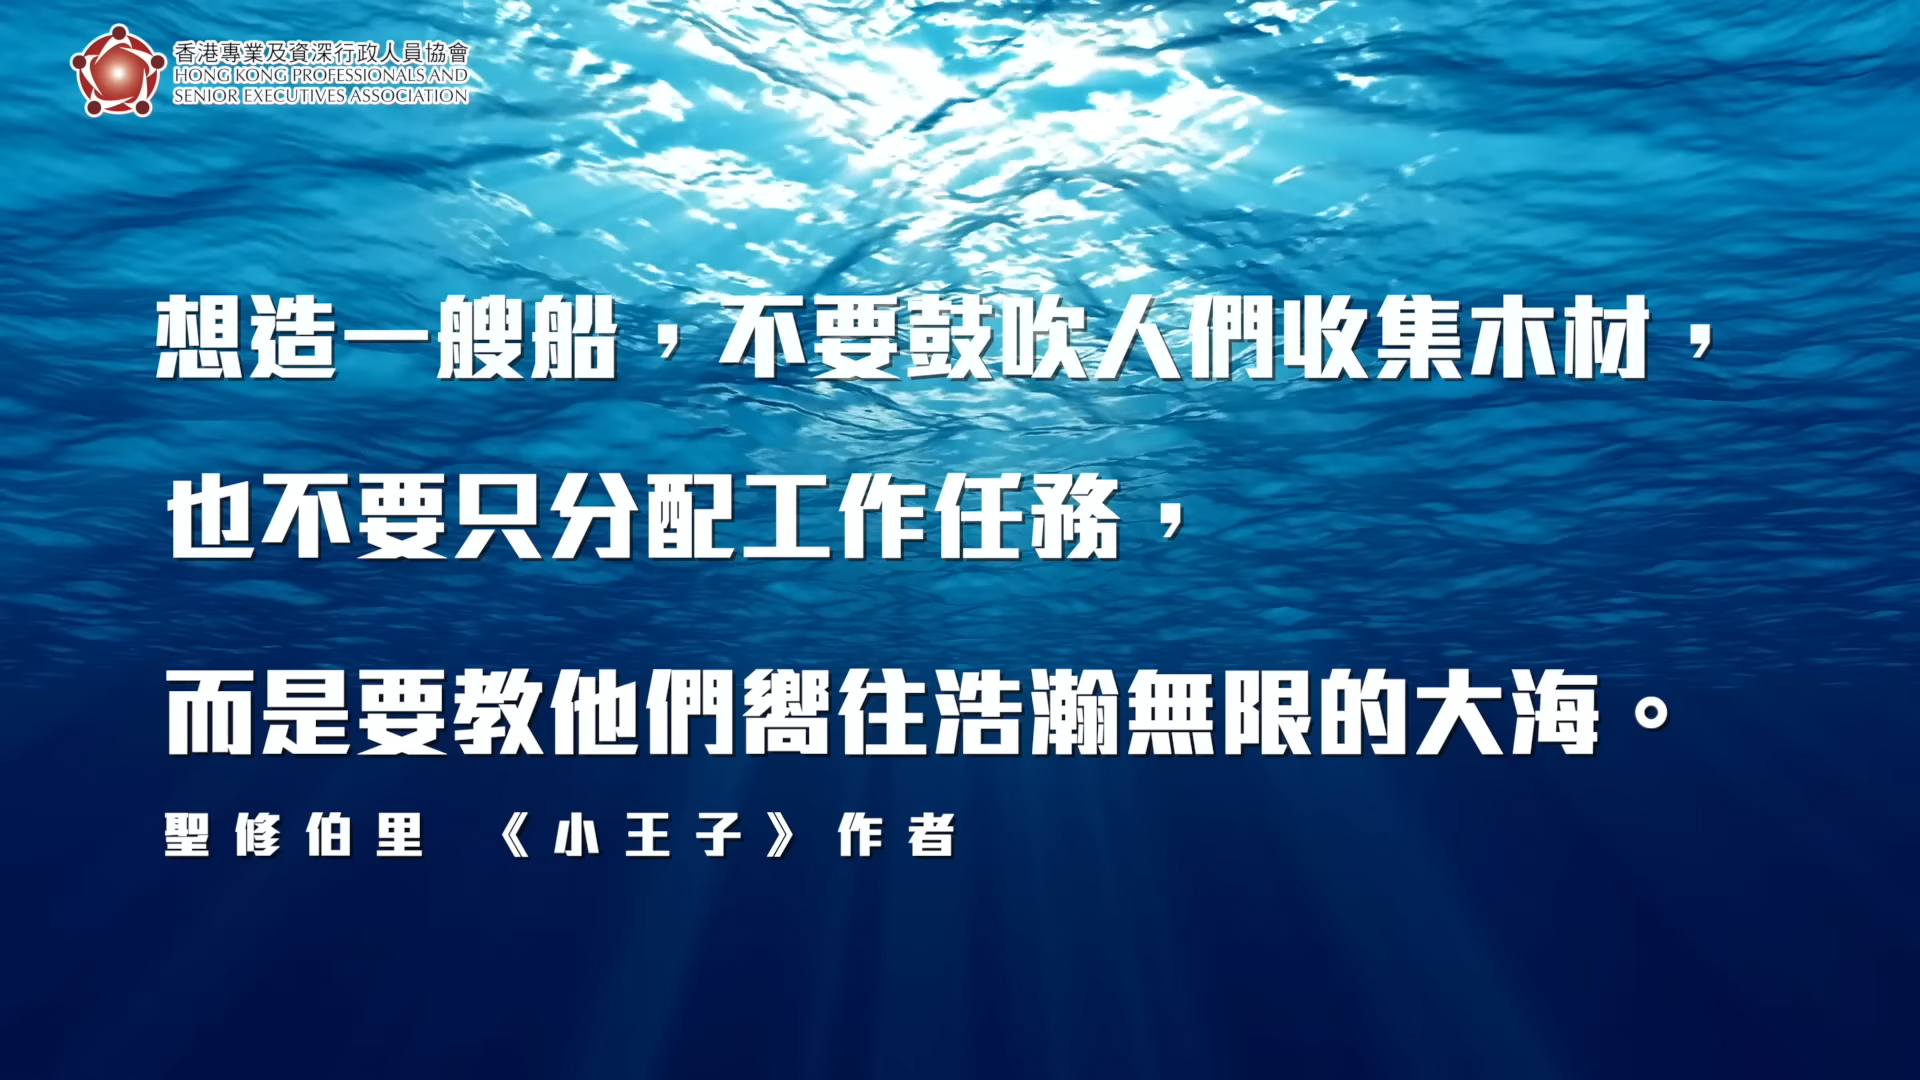 香港專業及資深行政人員協會
HONG KONG PROFESSIONALS AND
SENIOR EXECUTIVES ASSOCIATION
想造一艘船，不要鼓吹人們收集木材，
也不要只分配工作任務，
而是要教他們嚮往浩瀚無限的大海。
聖修伯里 《小王子》作者